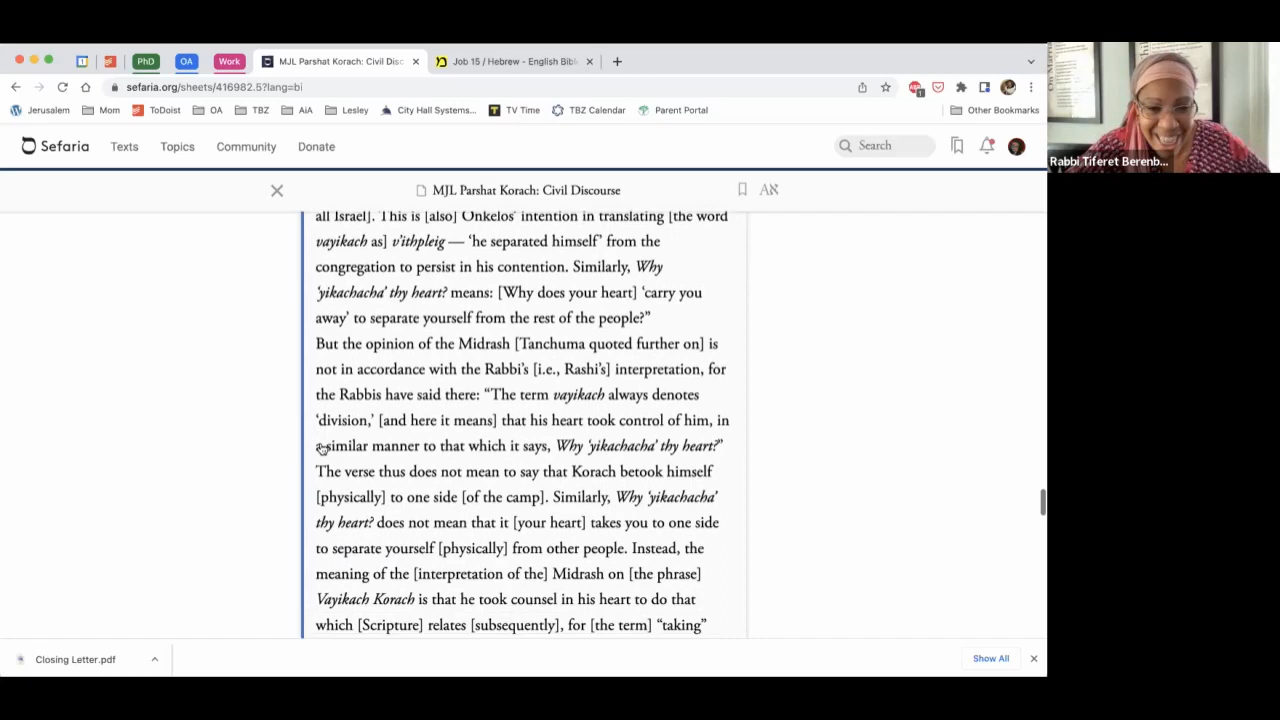 PhD
OA
Work
MJL Parshat Korach: Civil Disc
Job 15 / Hebrew - English Bibl
sefaria.org/sheets/416982.5?lang=bi
Jerusalem
Mom
ToDoist
OA
TBZ
AiA
Lesley
City Hall Systems...
TV Time
TBZ Calendar
Parent Portal
Other Bookmarks
Sefaria
Texts
Topics
Community
Donate
Search
MJL Parshat Korach: Civil Discourse
all Israel]. This is [also] Onkelos' intention in translating [the word
vayikach as] v'ithpleig — 'he separated himself' from the
congregation to persist in his contention. Similarly, Why
'yikachacha' thy heart? means: [Why does your heart] 'carry you
away' to separate yourself from the rest of the people?"
But the opinion of the Midrash [Tanchuma quoted further on] is
not in accordance with the Rabbi's [i.e., Rashi's] interpretation, for
the Rabbis have said there: "The term vayikach always denotes
'division,' [and here it means] that his heart took control of him, in
a similar manner to that which it says, Why 'yikachacha' thy heart?"
The verse thus does not mean to say that Korach betook himself
[physically] to one side [of the camp]. Similarly, Why 'yikachacha'
thy heart? does not mean that it [your heart] takes you to one side
to separate yourself [physically] from other people. Instead, the
meaning of the [interpretation of the] Midrash on [the phrase]
Vayikach Korach is that he took counsel in his heart to do that
which [Scripture] relates [subsequently], for [the term] "taking"
Closing Letter.pdf
Show All
Rabbi Tiferet Berenb...